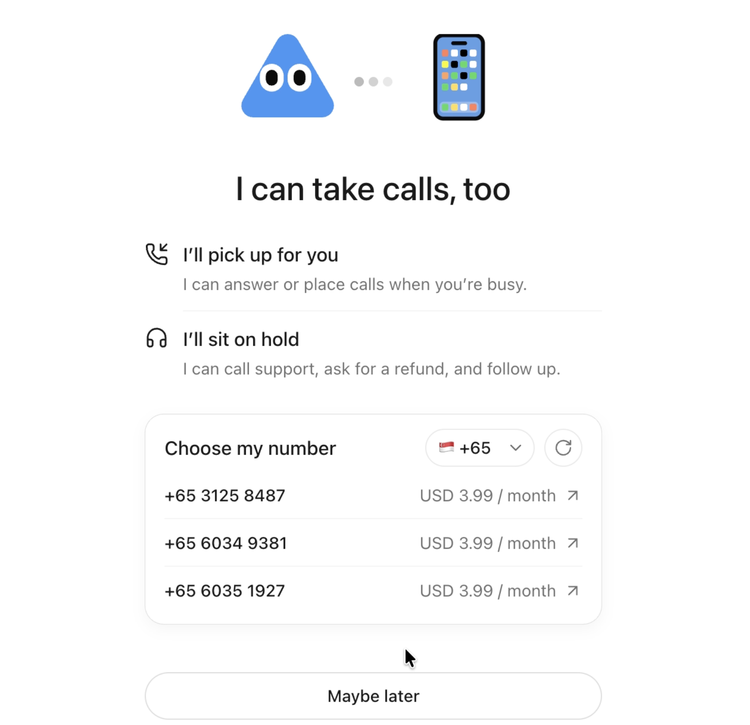 I can take calls, too
I’ll pick up for you
I can answer or place calls when you’re busy.
I’ll sit on hold
I can call support, ask for a refund, and follow up.
Choose my number
+65
+65 3125 8487 USD 3.99 / month
+65 6034 9381 USD 3.99 / month
+65 6035 1927 USD 3.99 / month
Maybe later